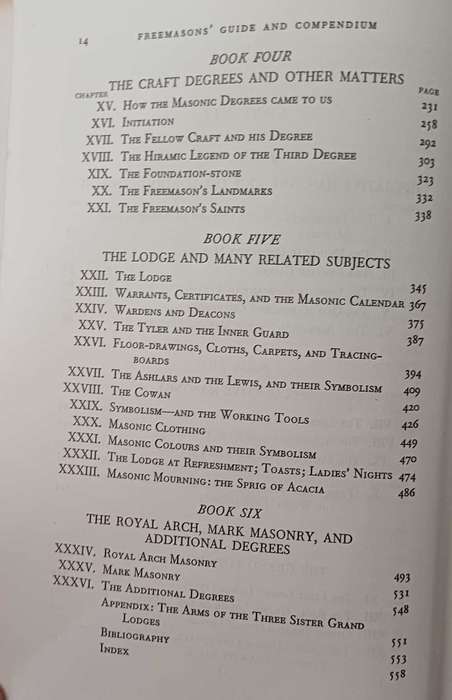 14 FREEMASONS' GUIDE AND COMPENDIUM
BOOK FOUR
THE CRAFT DEGREES AND OTHER MATTERS
CHAPTER PAGE
XV. How the Masonic Degrees came to us 231
XVI. Initiation 258
XVII. The Fellow Craft and his Degree 292
XVIII. The Hiramic Legend of the Third Degree 303
XIX. The Foundation-stone 323
XX. The Freemason's Landmarks 332
XXI. The Freemason's Saints 338
BOOK FIVE
THE LODGE AND MANY RELATED SUBJECTS
XXII. The Lodge 345
XXIII. Warrants, Certificates, and the Masonic Calendar 367
XXIV. Wardens and Deacons 375
XXV. The Tyler and the Inner Guard 387
XXVI. Floor-drawings, Cloths, Carpets, and Tracing-
boards 394
XXVII. The Ashlars and the Lewis, and their Symbolism 409
XXVIII. The Cowan 420
XXIX. Symbolism—and the Working Tools 426
XXX. Masonic Clothing 449
XXXI. Masonic Colours and their Symbolism 470
XXXII. The Lodge at Refreshment; Toasts; Ladies' Nights 474
XXXIII. Masonic Mourning: the Sprig of Acacia 486
BOOK SIX
THE ROYAL ARCH, MARK MASONRY, AND
ADDITIONAL DEGREES
XXXIV. Royal Arch Masonry 493
XXXV. Mark Masonry 531
XXXVI. The Additional Degrees 548
Appendix: The Arms of the Three Sister Grand
Lodges 551
Bibliography 553
Index 558